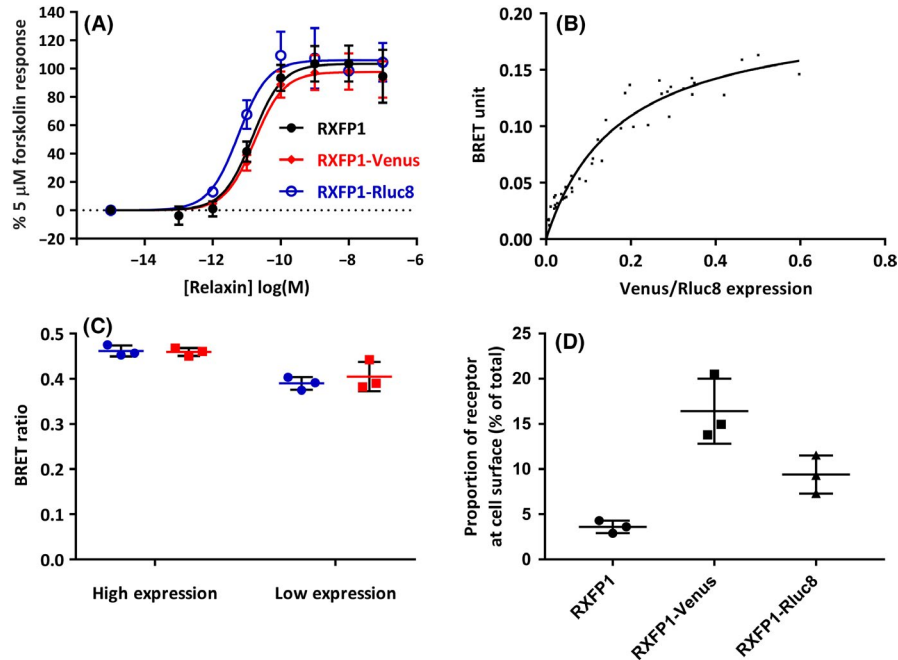 (A)
% 5 μM forskolin response
140
120
100
80
60
40
20
0
−20
−14
−12
−10
−8
−6
[Relaxin] log(M)
RXFP1
RXFP1-Venus
RXFP1-Rluc8
(B)
BRET unit
0.20
0.15
0.10
0.05
0.00
0.0
0.2
0.4
0.6
0.8
Venus/Rluc8 expression
(C)
BRET ratio
0.5
0.4
0.3
0.2
0.1
0.0
High expression
Low expression
(D)
Proportion of receptor
at cell surface (% of total)
25
20
15
10
5
0
RXFP1
RXFP1-Venus
RXFP1-Rluc8